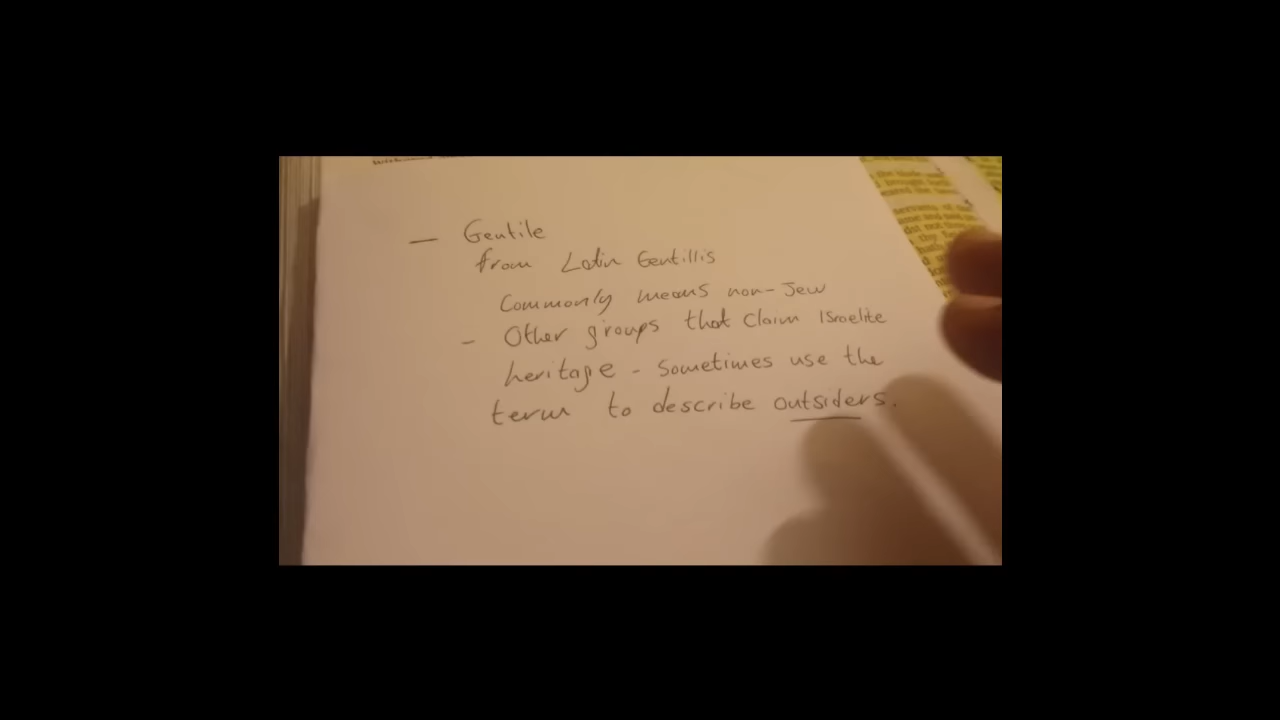 — Gentile
from Latin Gentillis
Commonly means non-Jew
- Other groups that Claim Israelite
heritage - sometimes use the
term to describe outsiders.